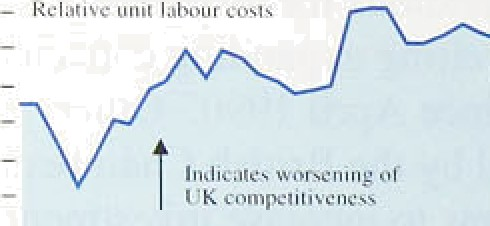 Relative unit labour costs
Indicates worsening of
UK competitiveness